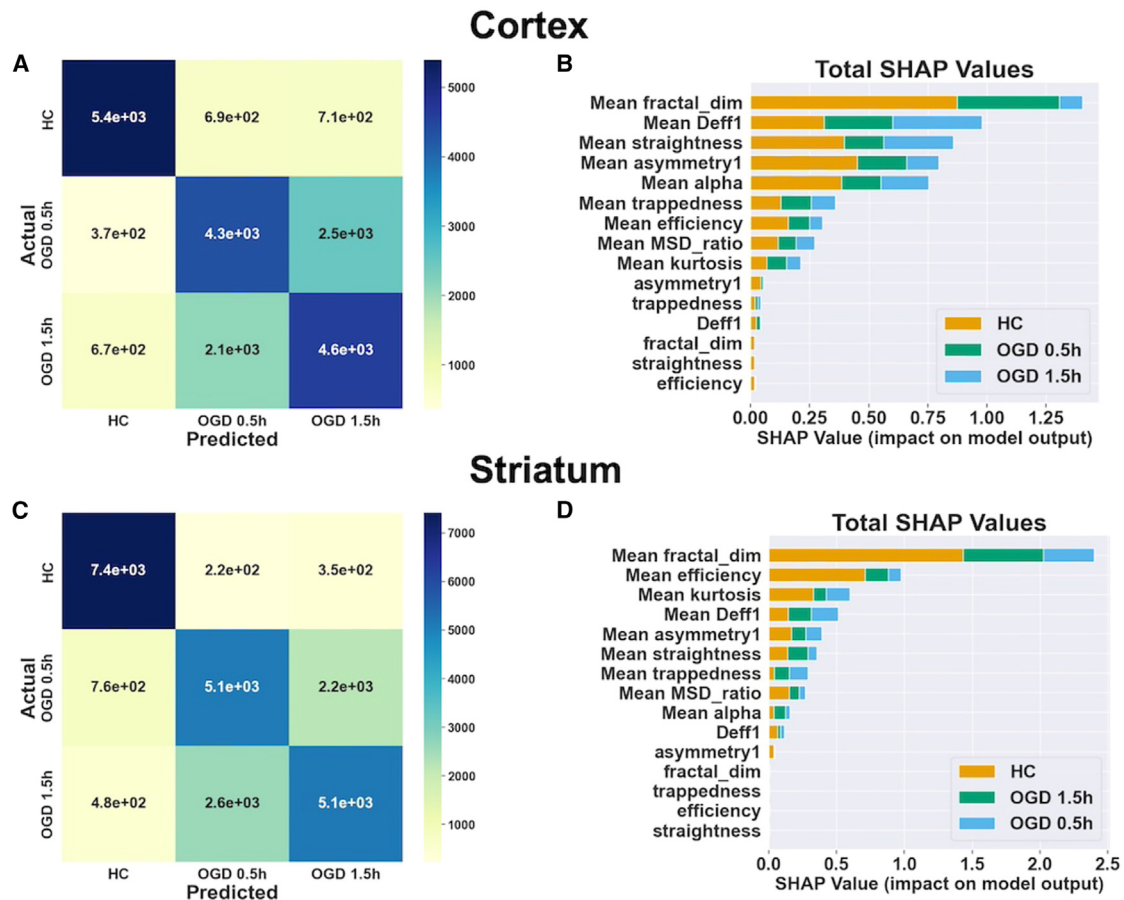 Cortex
A
HC
Actual
OGD 0.5h
OGD 1.5h
5.4e+03 6.9e+02 7.1e+02
3.7e+02 4.3e+03 2.5e+03
6.7e+02 2.1e+03 4.6e+03
HC OGD 0.5h OGD 1.5h
Predicted
5000
4000
3000
2000
1000
B
Total SHAP Values
Mean fractal_dim
Mean Deff1
Mean straightness
Mean asymmetry1
Mean alpha
Mean trappedness
Mean efficiency
Mean MSD_ratio
Mean kurtosis
asymmetry1
trappedness
Deff1
fractal_dim
straightness
efficiency
HC
OGD 0.5h
OGD 1.5h
0.00 0.25 0.50 0.75 1.00 1.25
SHAP Value (impact on model output)
Striatum
C
HC
Actual
OGD 0.5h
OGD 1.5h
7.4e+03 2.2e+02 3.5e+02
7.6e+02 5.1e+03 2.2e+03
4.8e+02 2.6e+03 5.1e+03
HC OGD 0.5h OGD 1.5h
Predicted
7000
6000
5000
4000
3000
2000
1000
D
Total SHAP Values
Mean fractal_dim
Mean efficiency
Mean kurtosis
Mean Deff1
Mean asymmetry1
Mean straightness
Mean trappedness
Mean MSD_ratio
Mean alpha
Deff1
asymmetry1
fractal_dim
trappedness
efficiency
straightness
HC
OGD 1.5h
OGD 0.5h
0.0 0.5 1.0 1.5 2.0 2.5
SHAP Value (impact on model output)